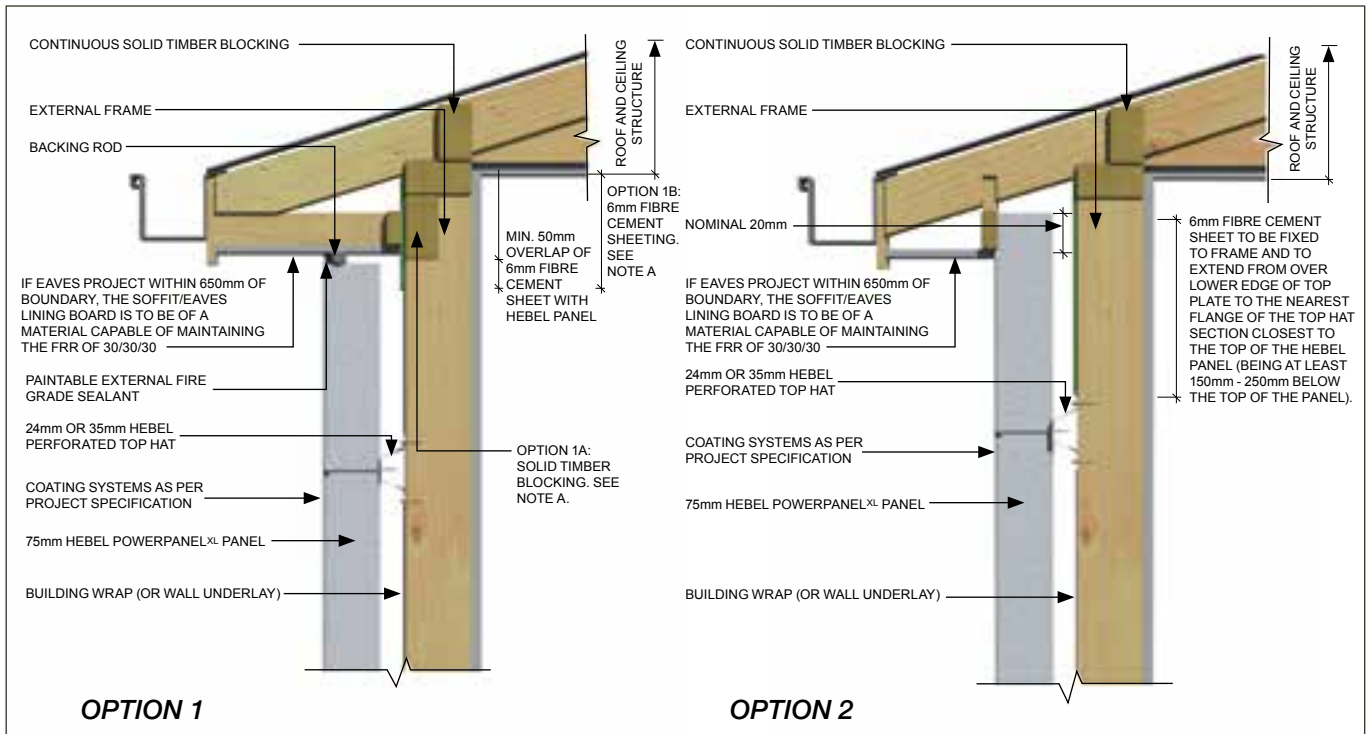 CONTINUOUS SOLID TIMBER BLOCKING
EXTERNAL FRAME
BACKING ROD
IF EAVES PROJECT WITHIN 650mm OF
BOUNDARY, THE SOFFIT/EAVES
LINING BOARD IS TO BE OF A
MATERIAL CAPABLE OF MAINTAINING
THE FRR OF 30/30/30
PAINTABLE EXTERNAL FIRE
GRADE SEALANT
24mm OR 35mm HEBEL
PERFORATED TOP HAT
COATING SYSTEMS AS PER
PROJECT SPECIFICATION
75mm HEBEL POWERPANELXL PANEL
BUILDING WRAP (OR WALL UNDERLAY)
ROOF AND CEILING
STRUCTURE
MIN. 50mm
OVERLAP OF
6mm FIBRE
CEMENT
SHEET WITH
HEBEL PANEL
OPTION 1B:
6mm FIBRE
CEMENT
SHEETING.
SEE
NOTE A
OPTION 1A:
SOLID TIMBER
BLOCKING. SEE
NOTE A.
OPTION 1
CONTINUOUS SOLID TIMBER BLOCKING
EXTERNAL FRAME
NOMINAL 20mm
IF EAVES PROJECT WITHIN 650mm OF
BOUNDARY, THE SOFFIT/EAVES
LINING BOARD IS TO BE OF A
MATERIAL CAPABLE OF MAINTAINING
THE FRR OF 30/30/30
24mm OR 35mm HEBEL
PERFORATED TOP HAT
COATING SYSTEMS AS PER
PROJECT SPECIFICATION
75mm HEBEL POWERPANELXL PANEL
BUILDING WRAP (OR WALL UNDERLAY)
ROOF AND CEILING
STRUCTURE
6mm FIBRE CEMENT
SHEET TO BE FIXED
TO FRAME AND TO
EXTEND FROM OVER
LOWER EDGE OF TOP
PLATE TO THE NEAREST
FLANGE OF THE TOP HAT
SECTION CLOSEST TO
THE TOP OF THE HEBEL
PANEL (BEING AT LEAST
150mm - 250mm BELOW
THE TOP OF THE PANEL).
OPTION 2